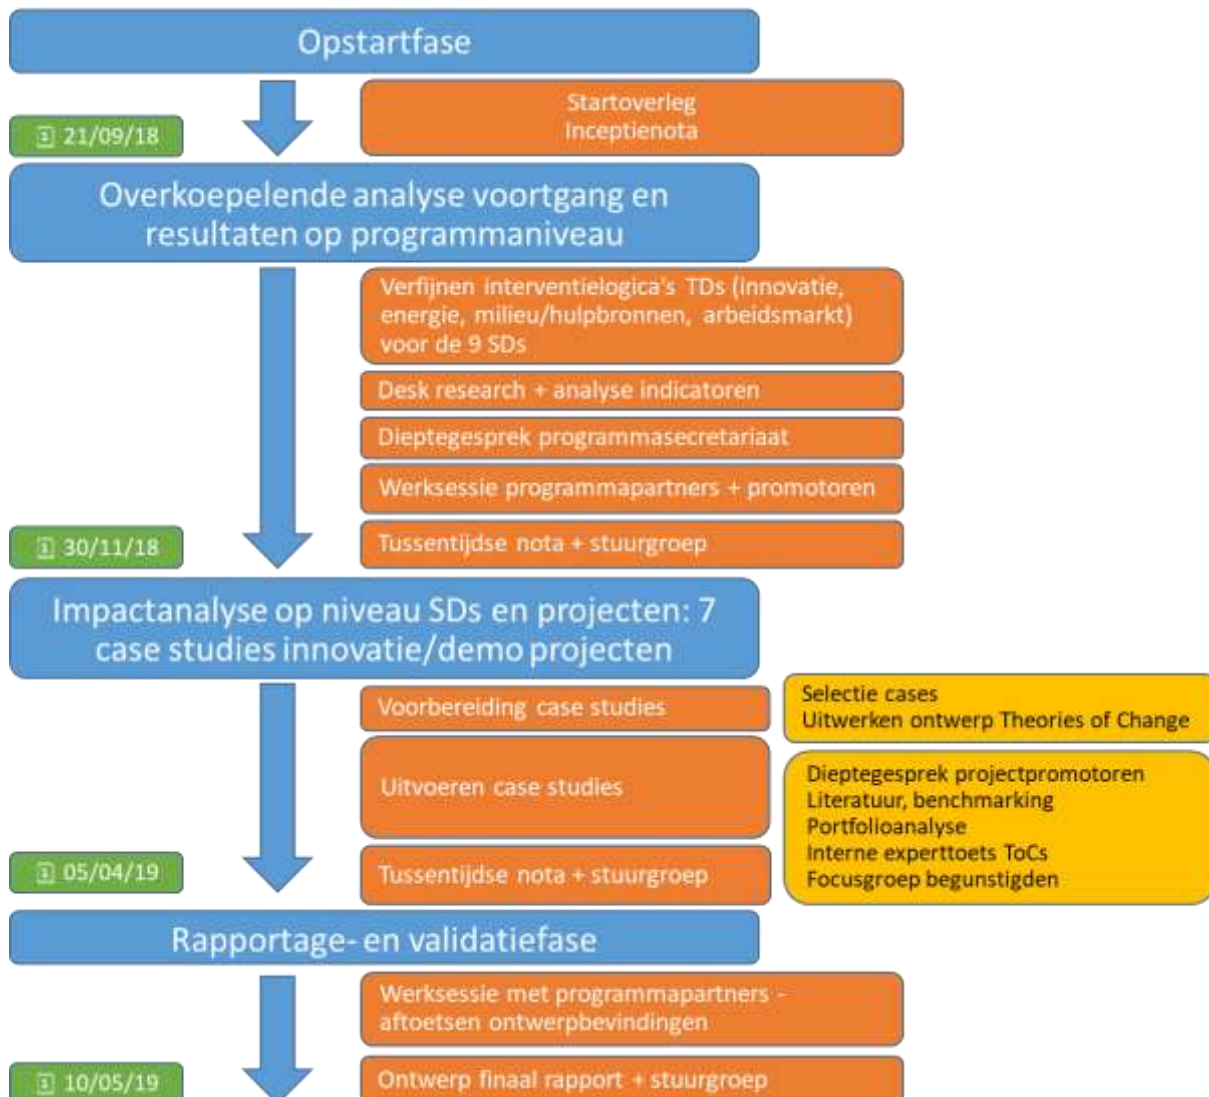 Opstartfase
Startoverleg
Inceptienota
21/09/18
Overkoepelende analyse voortgang en
resultaten op programmaniveau
Verfijnen interventielogica's TDs (innovatie,
energie, milieu/hulpbronnen, arbeidsmarkt)
voor de 9 SDs
Desk research + analyse indicatoren
Dieptegesprek programmasecretariaat
Werksessie programmapartners + promotoren
30/11/18
Tussentijdse nota + stuurgroep
Impactanalyse op niveau SDs en projecten: 7
case studies innovatie/demo projecten
Voorbereiding case studies
Selectie cases
Uitwerken ontwerp Theories of Change
Uitvoeren case studies
Dieptegesprek projectpromotoren
Literatuur, benchmarking
Portfolioanalyse
Interne experttoets ToCs
Focusgroep begunstigden
05/04/19
Tussentijdse nota + stuurgroep
Rapportage- en validatiefase
Werksessie met programmapartners -
aftoetsen ontwerpbevindingen
10/05/19
Ontwerp finaal rapport + stuurgroep